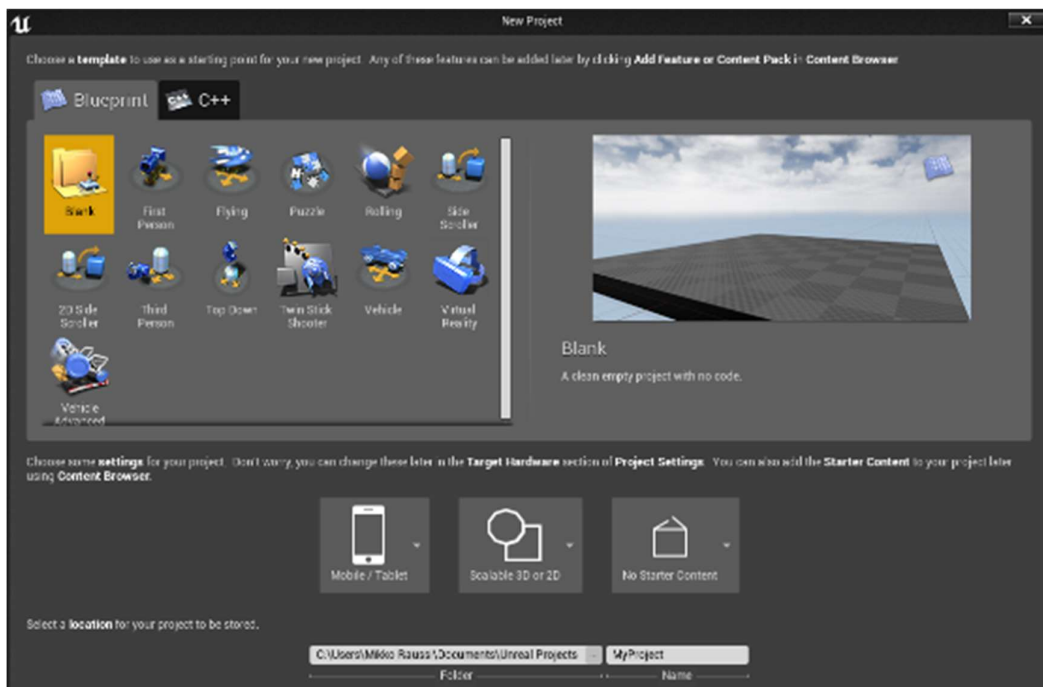 New Project
Choose a template to use as a starting point for your new project. Any of these features can be added later by clicking Add Feature or Content Pack in Content Browser
Blueprint
C++
Blank
First
Person
Flying
Puzzle
Rolling
Side
Scroller
2D Side
Scroller
Third
Person
Top Down
Twin Stick
Shooter
Vehicle
Virtual
Reality
Vehicle
Advanced
Blank
A clean empty project with no code.
Choose some settings for your project. Don't worry, you can change these later in the Target Hardware section of Project Settings. You can also add the Starter Content to your project later
using Content Browser.
Mobile / Tablet
Scalable 3D or 2D
No Starter Content
Select a location for your project to be stored.
C:\Users\Mikko Raussi\Documents\Unreal Projects
MyProject
Folder
Name